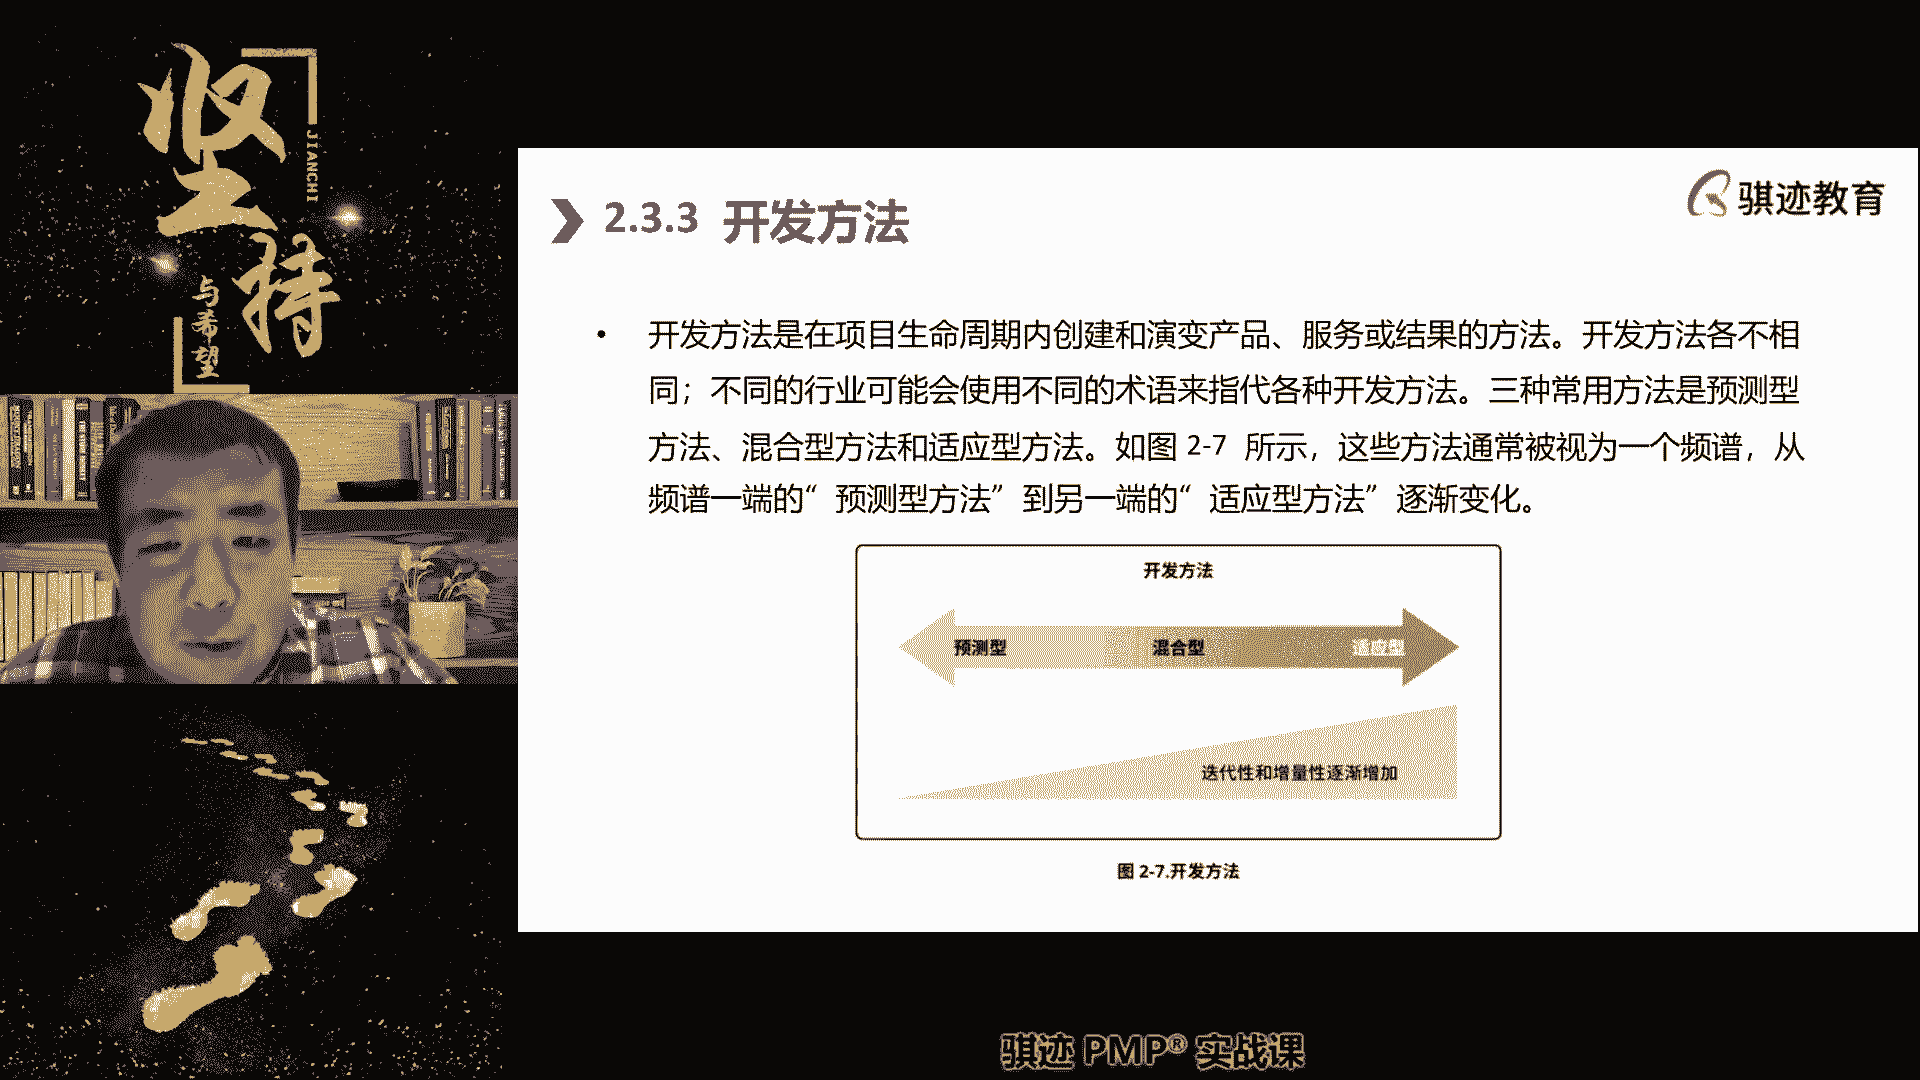 坚持
JIANCHI
与希望
骐迹教育
2.3.3 开发方法
• 开发方法是在项目生命周期内创建和演变产品、服务或结果的方法。开发方法各不相
同；不同的行业可能会使用不同的术语来指代各种开发方法。三种常用方法是预测型
方法、混合型方法和适应型方法。如图 2-7 所示，这些方法通常被视为一个频谱，从
频谱一端的“预测型方法”到另一端的“适应型方法”逐渐变化。
开发方法
预测型 混合型 适应型
迭代性和增量性逐渐增加
图 2-7.开发方法
骐迹 PMP® 实战课